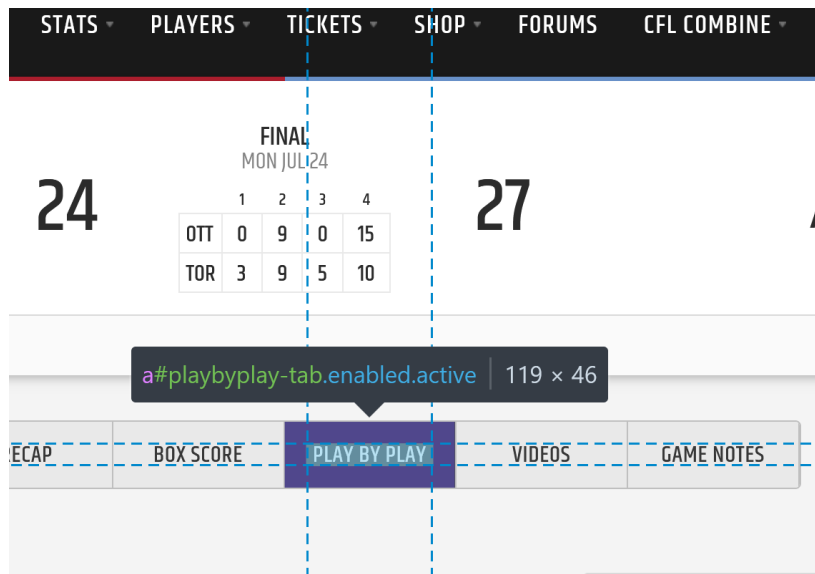 STATS PLAYERS TICKETS SHOP FORUMS CFL COMBINE
FINAL
MON JUL 24
24
27
1 2 3 4
OTT 0 9 0 15
TOR 3 9 5 10
a#playbyplay-tab.enabled.active 119 × 46
ECAP BOX SCORE PLAY BY PLAY VIDEOS GAME NOTES